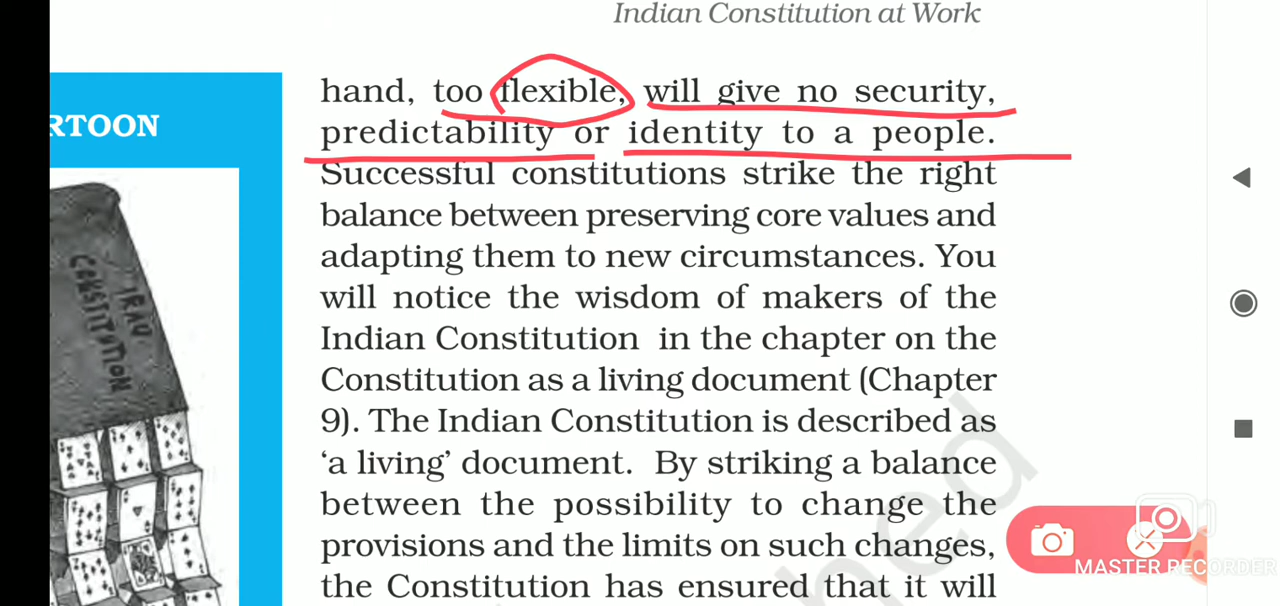 Indian Constitution at Work
hand, too flexible, will give no security,
predictability or identity to a people.
Successful constitutions strike the right
balance between preserving core values and
adapting them to new circumstances. You
will notice the wisdom of makers of the
Indian Constitution in the chapter on the
Constitution as a living document (Chapter
9). The Indian Constitution is described as
‘a living’ document. By striking a balance
between the possibility to change the
provisions and the limits on such changes,
the Constitution has ensured that it will
RTOON
IRAQ
CONSTITUTION
hed
MASTER RECORDER